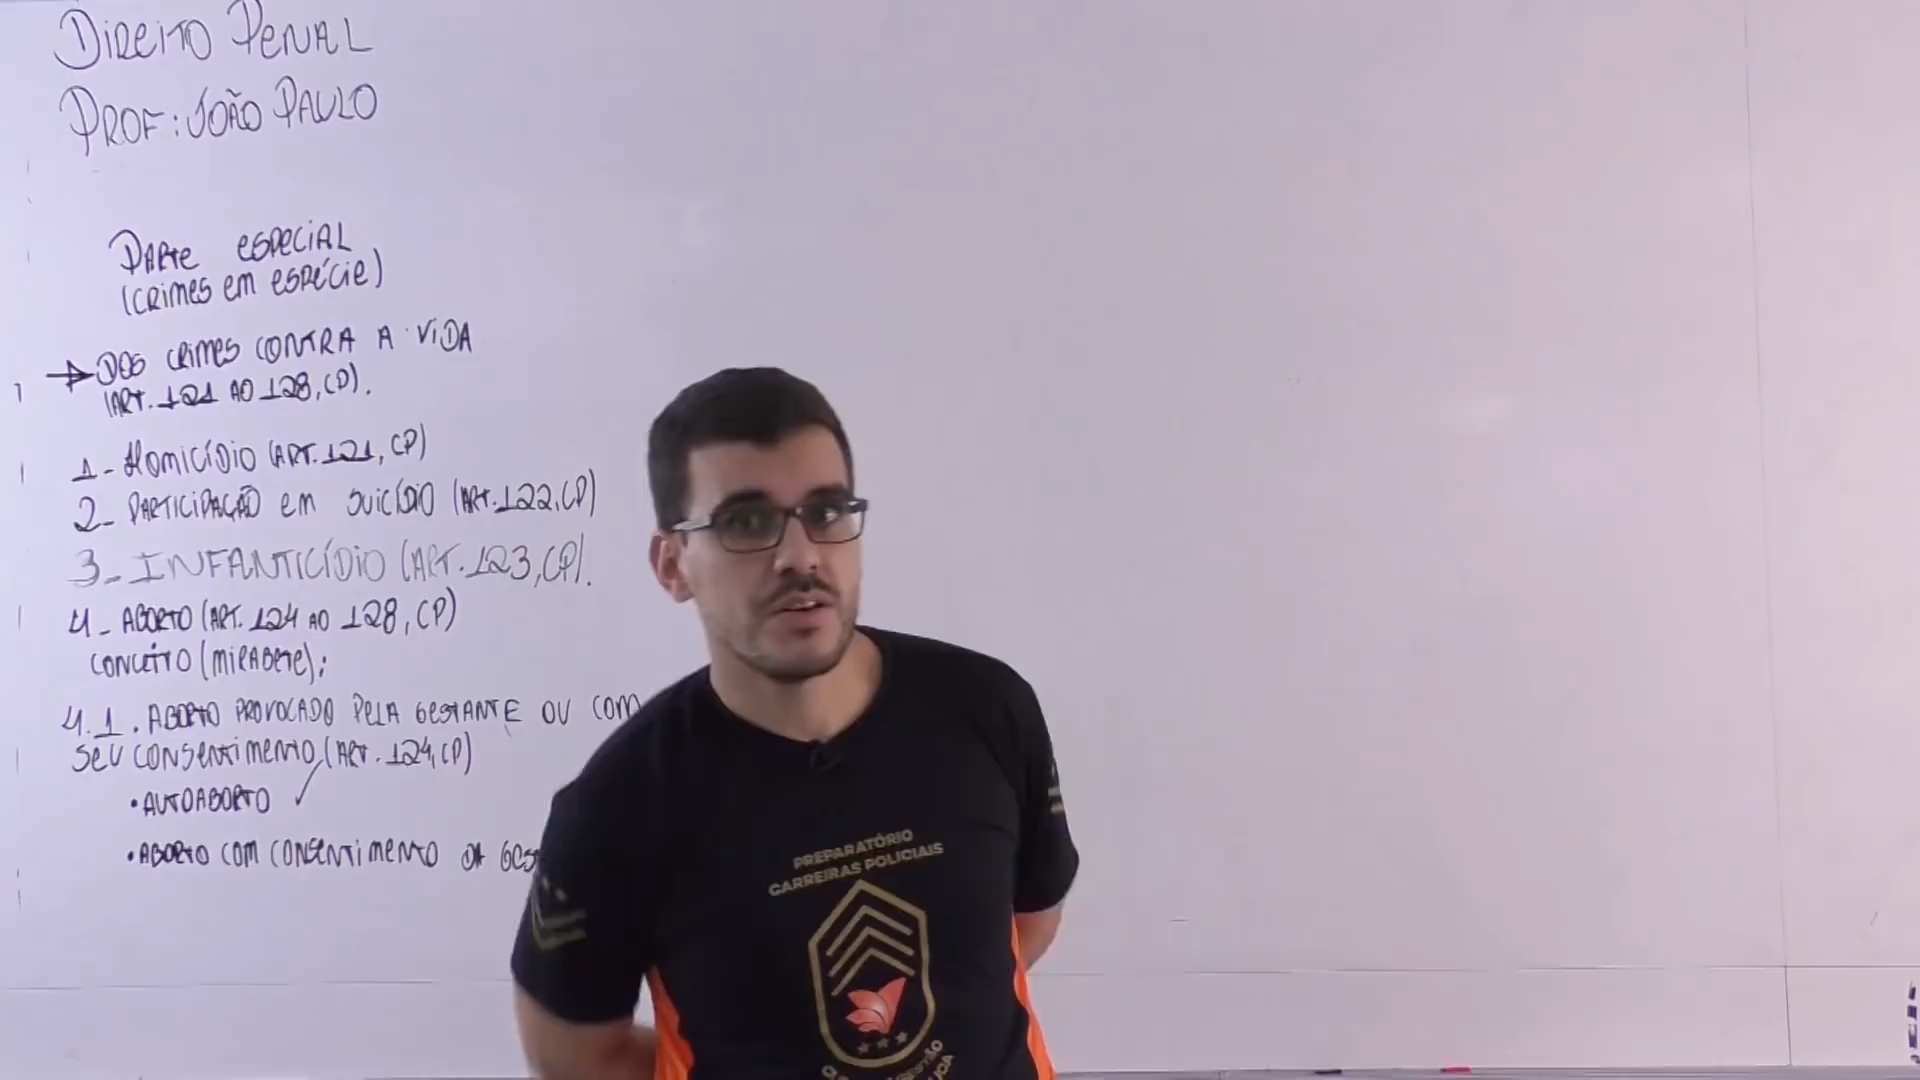 DIREITO PENAL
PROF: JOÃO PAULO
PARTE ESPECIAL
(CRIMES EM ESPÉCIE)
DOS CRIMES CONTRA A VIDA
(ART. 121 AO 128, CP).
1 - HOMICÍDIO (ART. 121, CP)
2 - PARTICIPAÇÃO EM SUICÍDIO (ART. 122, CP)
3 - INFANTICÍDIO (ART. 123, CP).
4 - ABORTO (ART. 124 AO 128, CP)
CONCEITO (MIRABETE):
4.1. ABORTO PROVOCADO PELA GESTANTE OU COM
SEU CONSENTIMENTO (ART. 124, CP)
• AUTOABORTO
• ABORTO COM CONSENTIMENTO DA GES
PREPARATÓRIO
CARREIRAS POLICIAIS